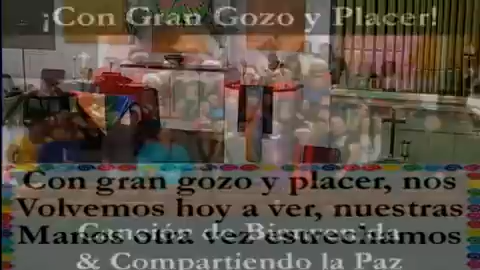 ¡Con Gran Gozo y Placer!
Con gran gozo y placer, nos
Volvemos hoy a ver, nuestras
Manos otra vez estrechamos
Canción de Bienvenida
& Compartiendo la Paz